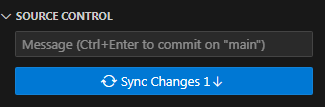 SOURCE CONTROL
Message (Ctrl+Enter to commit on "main")
Sync Changes 1↓